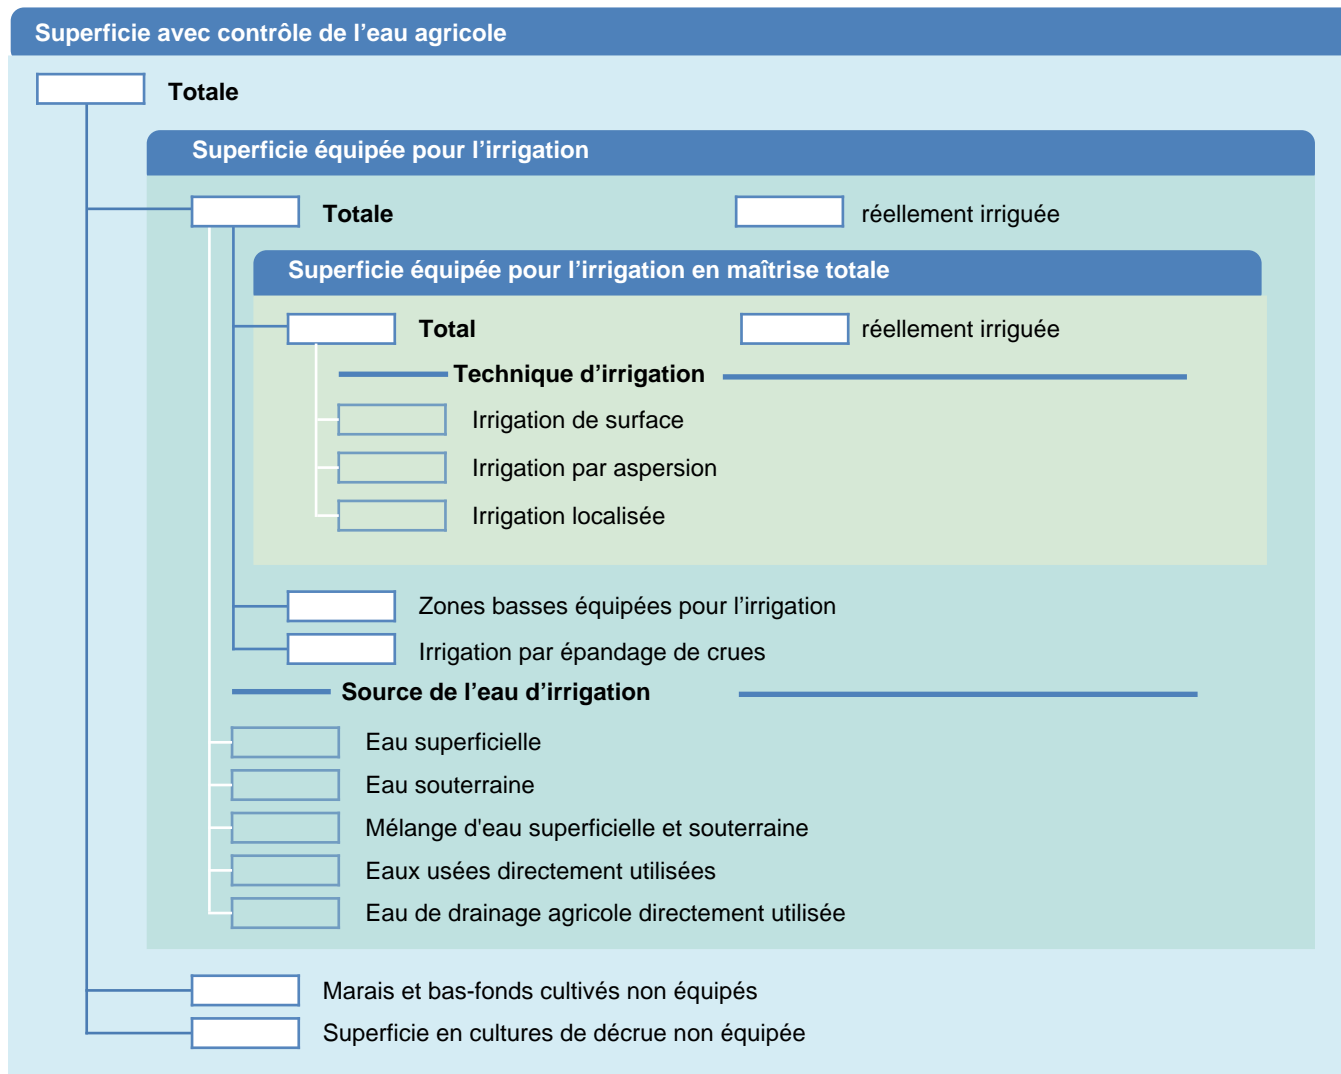 Superficie avec contrôle de l’eau agricole
Totale
Superficie équipée pour l’irrigation
Totale
réellement irriguée
Superficie équipée pour l’irrigation en maîtrise totale
Total
réellement irriguée
Technique d’irrigation
Irrigation de surface
Irrigation par aspersion
Irrigation localisée
Zones basses équipées pour l’irrigation
Irrigation par épandage de crues
Source de l’eau d’irrigation
Eau superficielle
Eau souterraine
Mélange d'eau superficielle et souterraine
Eaux usées directement utilisées
Eau de drainage agricole directement utilisée
Marais et bas-fonds cultivés non équipés
Superficie en cultures de décrue non équipée